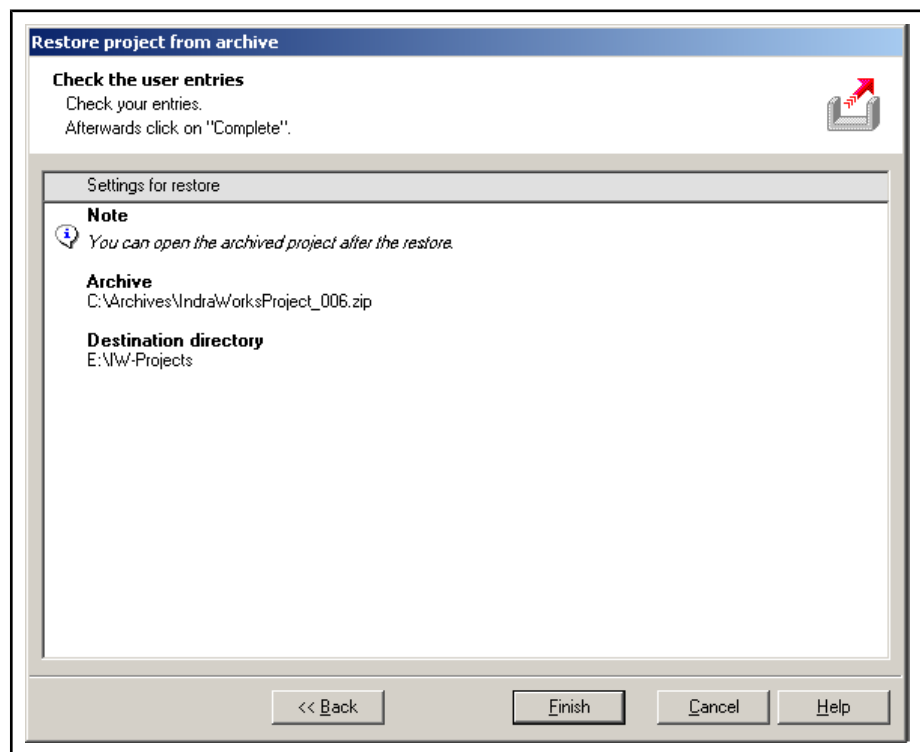 Restore project from archive
Check the user entries
Check your entries.
Afterwards click on "Complete".
Settings for restore
Note
You can open the archived project after the restore.
Archive
C:\Archives\IndraWorksProject_006.zip
Destination directory
E:\IW-Projects
<< Back Finish Cancel Help